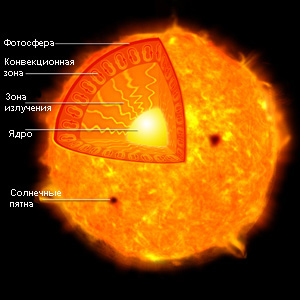 Фотосфера
Конвекционная
зона
Зона
излучения
Ядро
Солнечные
пятна